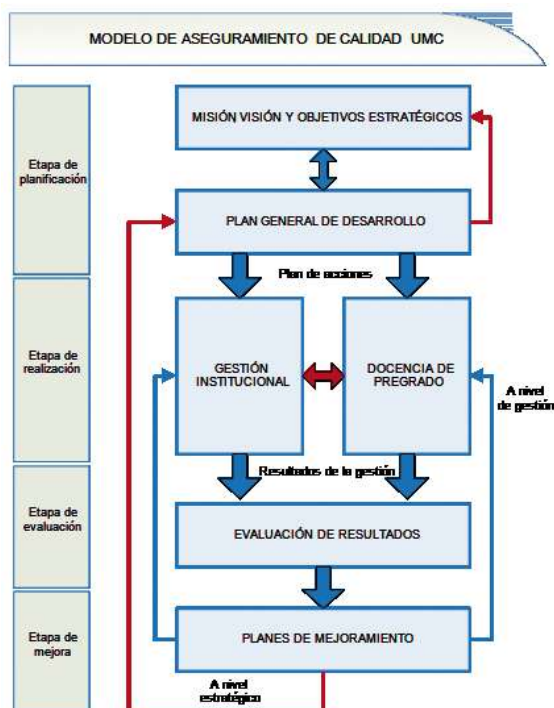 MODELO DE ASEGURAMIENTO DE CALIDAD UMC
Etapa de
planificación
MISIÓN VISIÓN Y OBJETIVOS ESTRATÉGICOS
PLAN GENERAL DE DESARROLLO
Plan de acciones
Etapa de
realización
GESTIÓN
INSTITUCIONAL
DOCENCIA DE
PREGRADO
A nivel
de gestión
Resultados de la gestión
Etapa de
evaluación
EVALUACIÓN DE RESULTADOS
Etapa de
mejora
PLANES DE MEJORAMIENTO
A nivel
estratégico